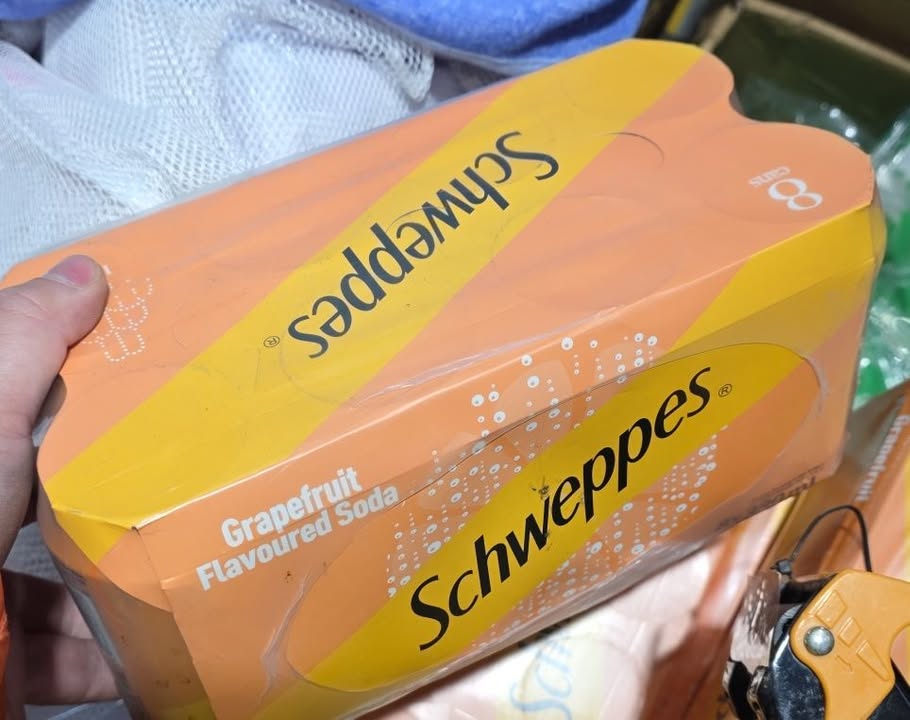 Schweppes®
8
cans
Grapefruit
Flavoured Soda
Schweppes®